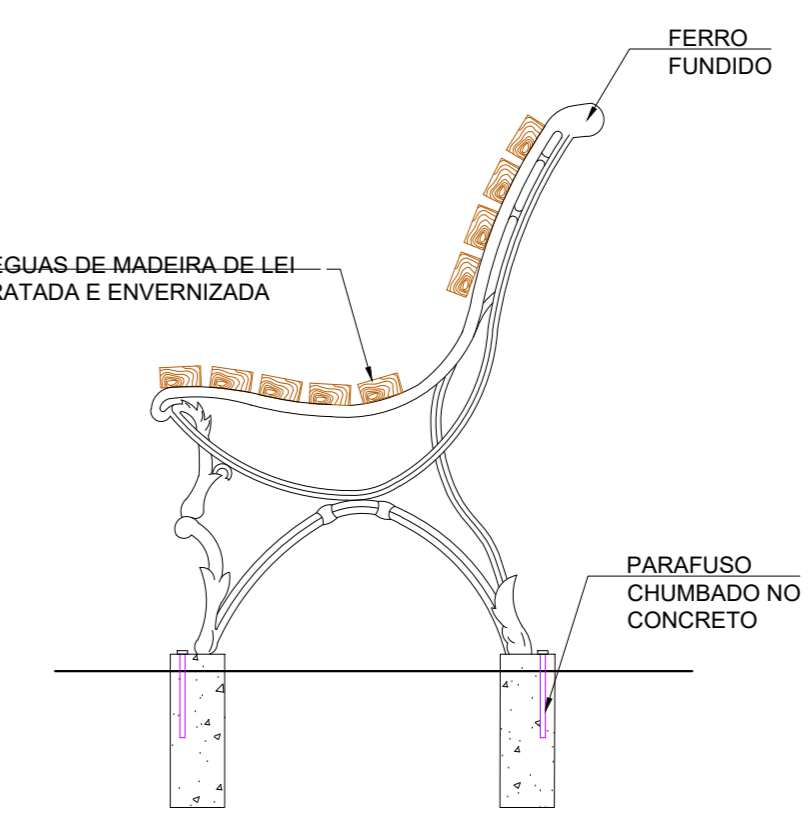 FERRO
FUNDIDO
EGUAS DE MADEIRA DE LEI
RATADA E ENVERNIZADA
PARAFUSO
CHUMBADO NO
CONCRETO